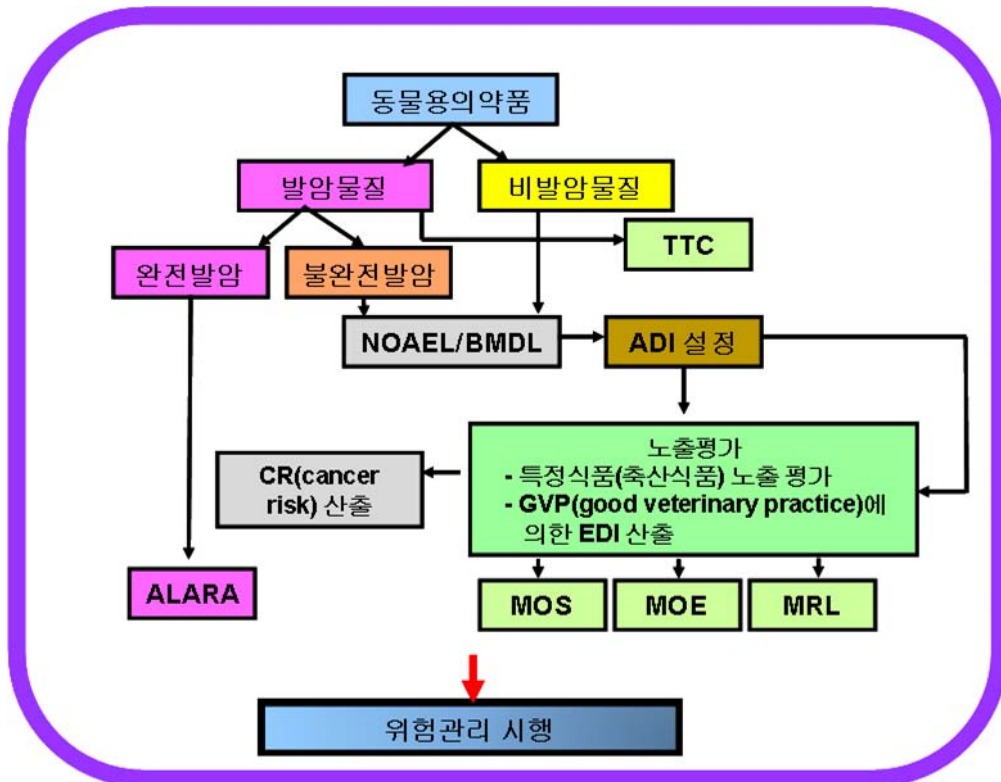 동물용의약품
발암물질
비발암물질
TTC
완전발암
불완전발암
NOAEL/BMDL
ADI 설정
노출평가
- 특정식품(축산식품) 노출 평가
- GVP(good veterinary practice)에
의한 EDI 산출
CR(cancer
risk) 산출
ALARA
MOS
MOE
MRL
위험관리 시행